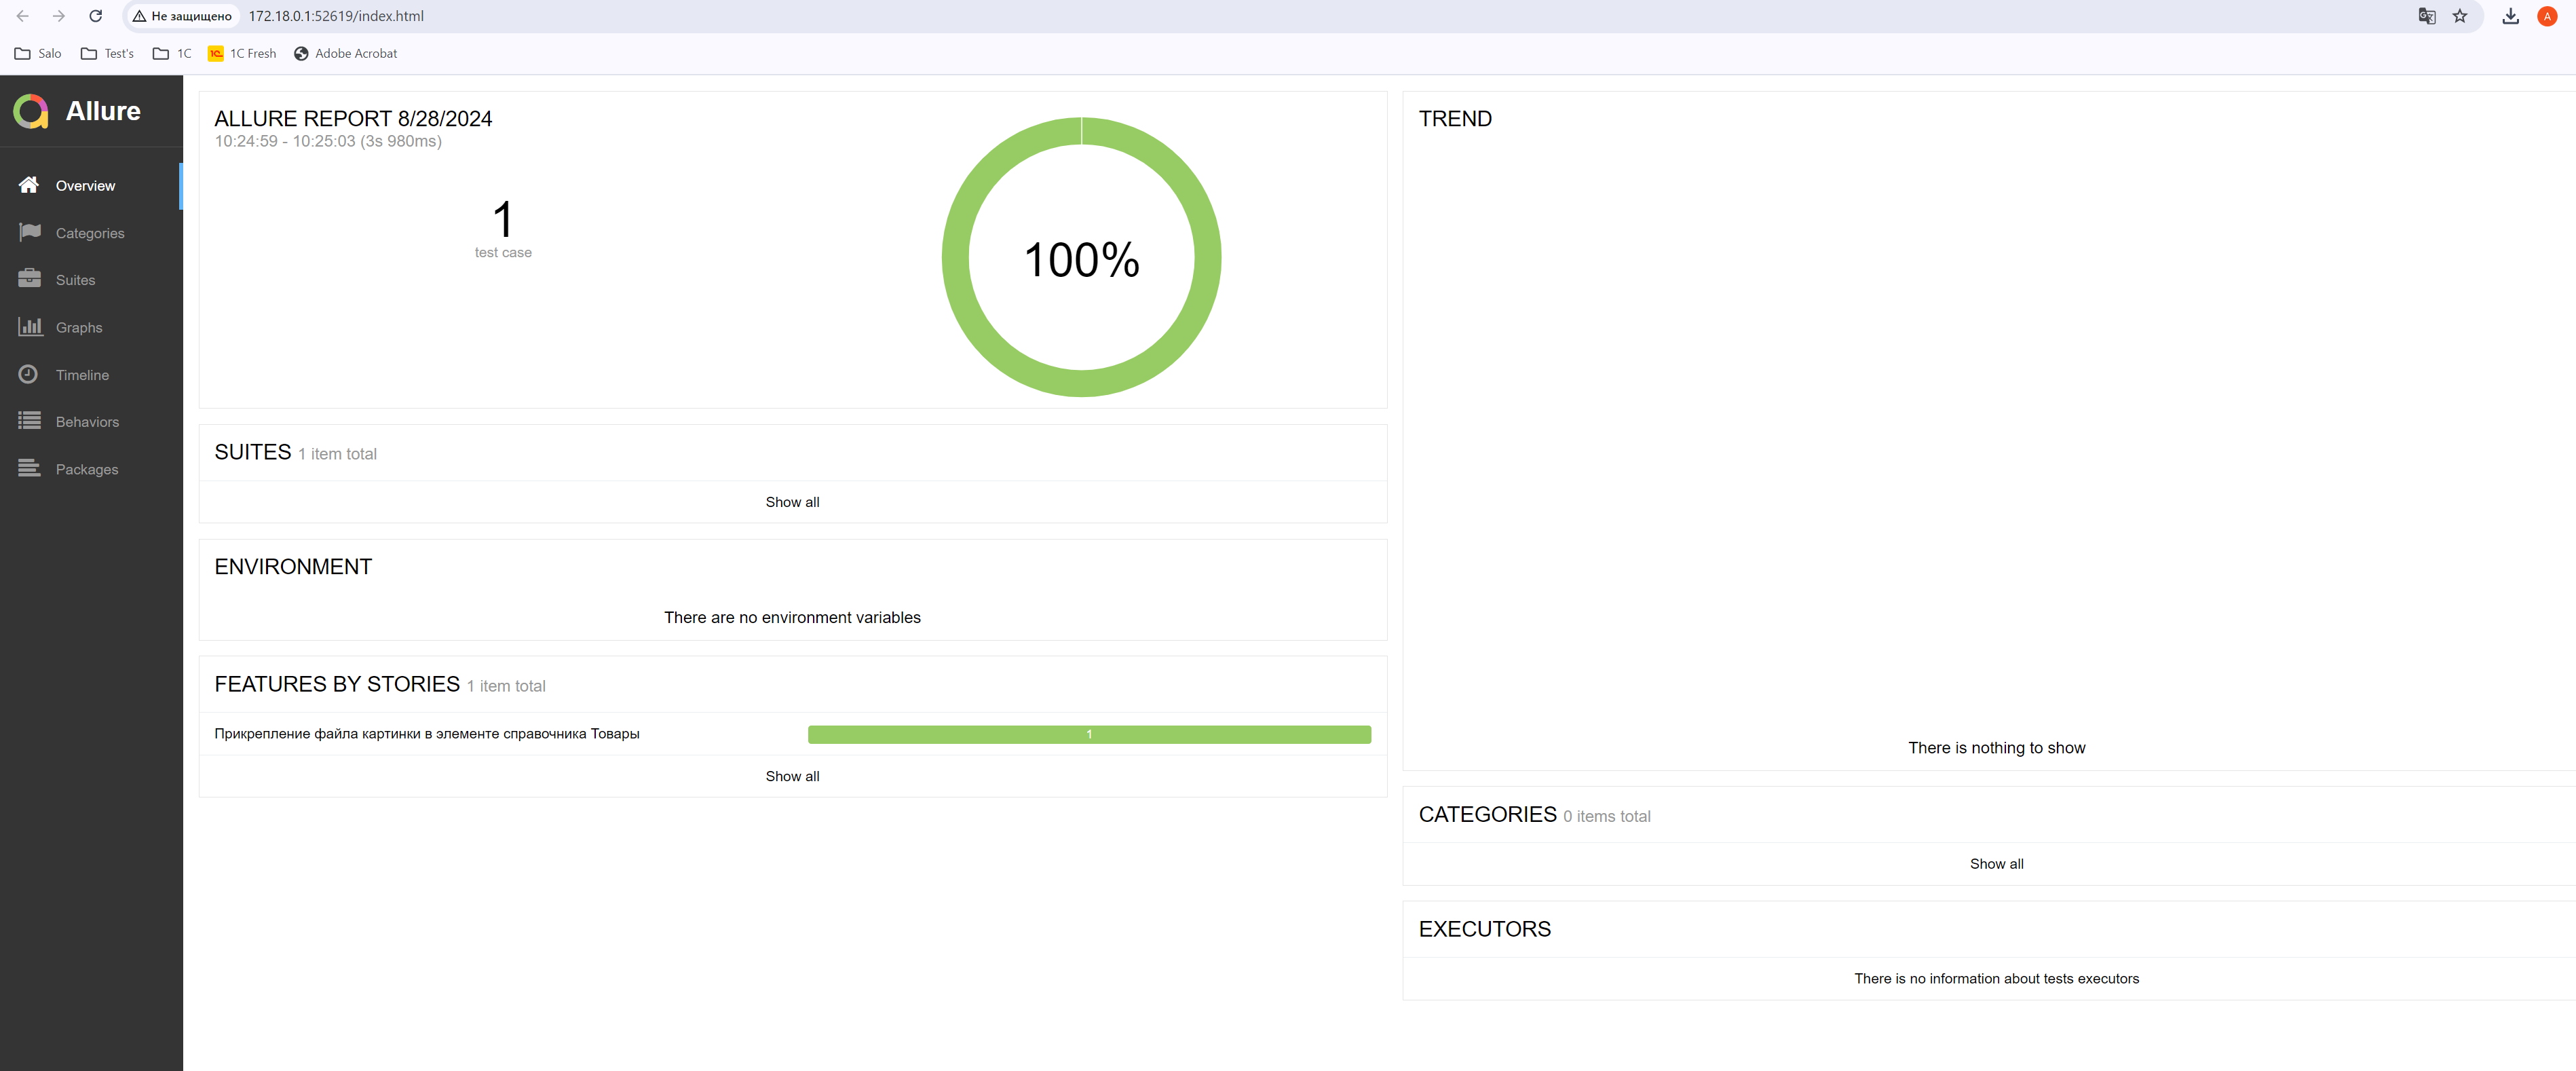 Не защищено 172.18.0.1:52619/index.html A
Salo Test's 1C 1C Fresh Adobe Acrobat
Allure
Overview
Categories
Suites
Graphs
Timeline
Behaviors
Packages
ALLURE REPORT 8/28/2024
10:24:59 - 10:25:03 (3s 980ms)
1
test case
100%
SUITES 1 item total
Show all
ENVIRONMENT
There are no environment variables
FEATURES BY STORIES 1 item total
Прикрепление файла картинки в элементе справочника Товары 1
Show all
TREND
There is nothing to show
CATEGORIES 0 items total
Show all
EXECUTORS
There is no information about tests executors